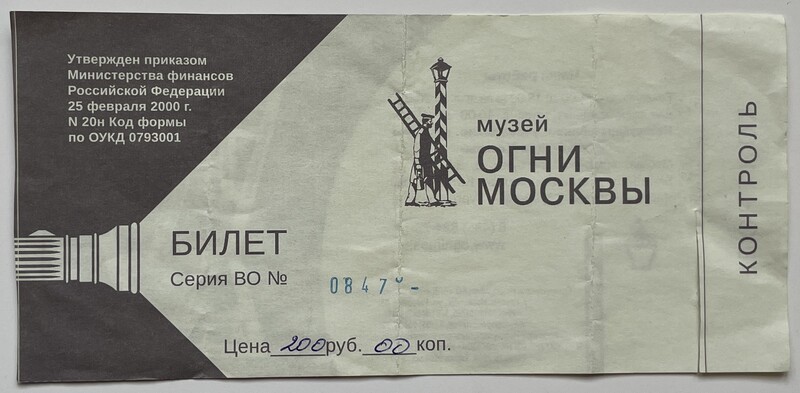 Утвержден приказом
Министерства финансов
Российской Федерации
25 февраля 2000 г.
N 20н Код формы
по ОУКД 0793001
музей
ОГНИ
МОСКВЫ
БИЛЕТ
Серия ВО №
Цена 200 руб. 00 коп.
КОНТРОЛЬ